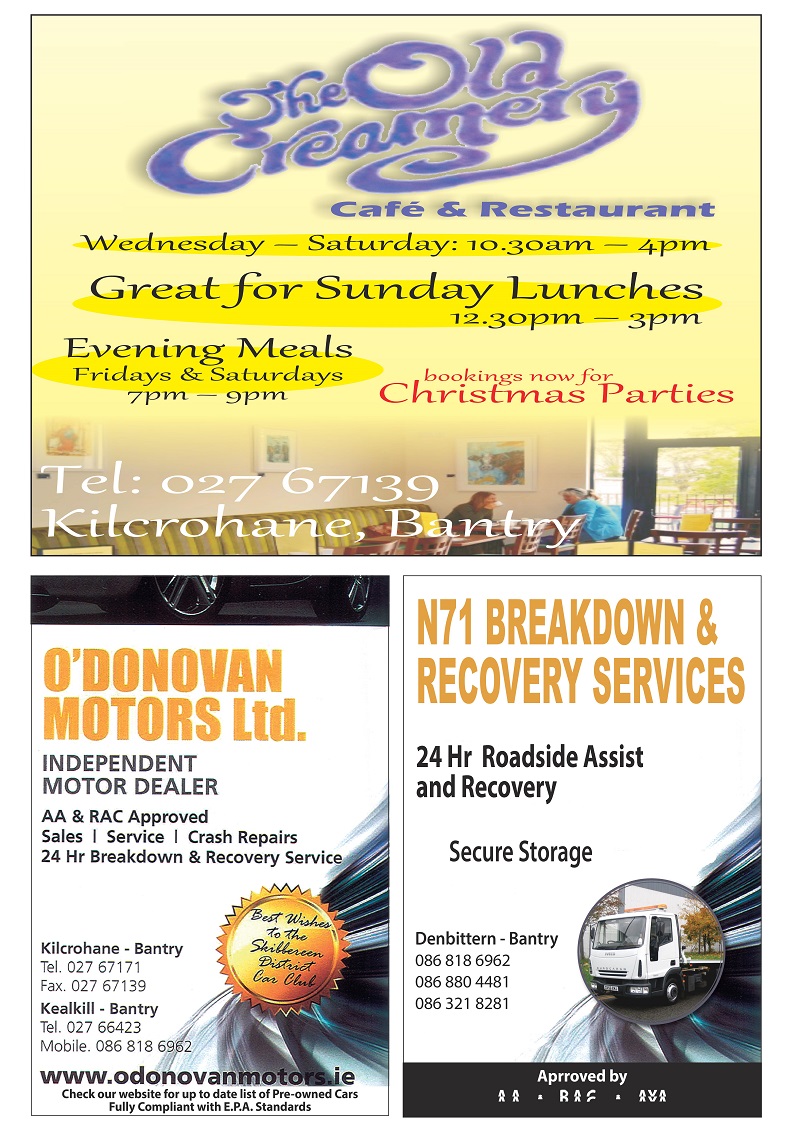 The Old
Creamery
Café & Restaurant
Wednesday – Saturday: 10.30am – 4pm
Great for Sunday Lunches
12.30pm – 3pm
Evening Meals
Fridays & Saturdays
7pm – 9pm
bookings now for
Christmas Parties
Tel: 027 67139
Kilcrohane, Bantry
O'DONOVAN
MOTORS Ltd.
INDEPENDENT
MOTOR DEALER
AA & RAC Approved
Sales | Service | Crash Repairs
24 Hr Breakdown & Recovery Service
Best Wishes
to the
Skibbereen
District
Car Club
Kilcrohane - Bantry
Tel. 027 67171
Fax. 027 67139
Kealkill - Bantry
Tel. 027 66423
Mobile. 086 818 6962
www.odonovanmotors.ie
Check our website for up to date list of Pre-owned Cars
Fully Compliant with E.P.A. Standards
N71 BREAKDOWN &
RECOVERY SERVICES
24 Hr Roadside Assist
and Recovery
Secure Storage
Denbittern - Bantry
086 818 6962
086 880 4481
086 321 8281
Aprroved by
AA • RAC • AXA